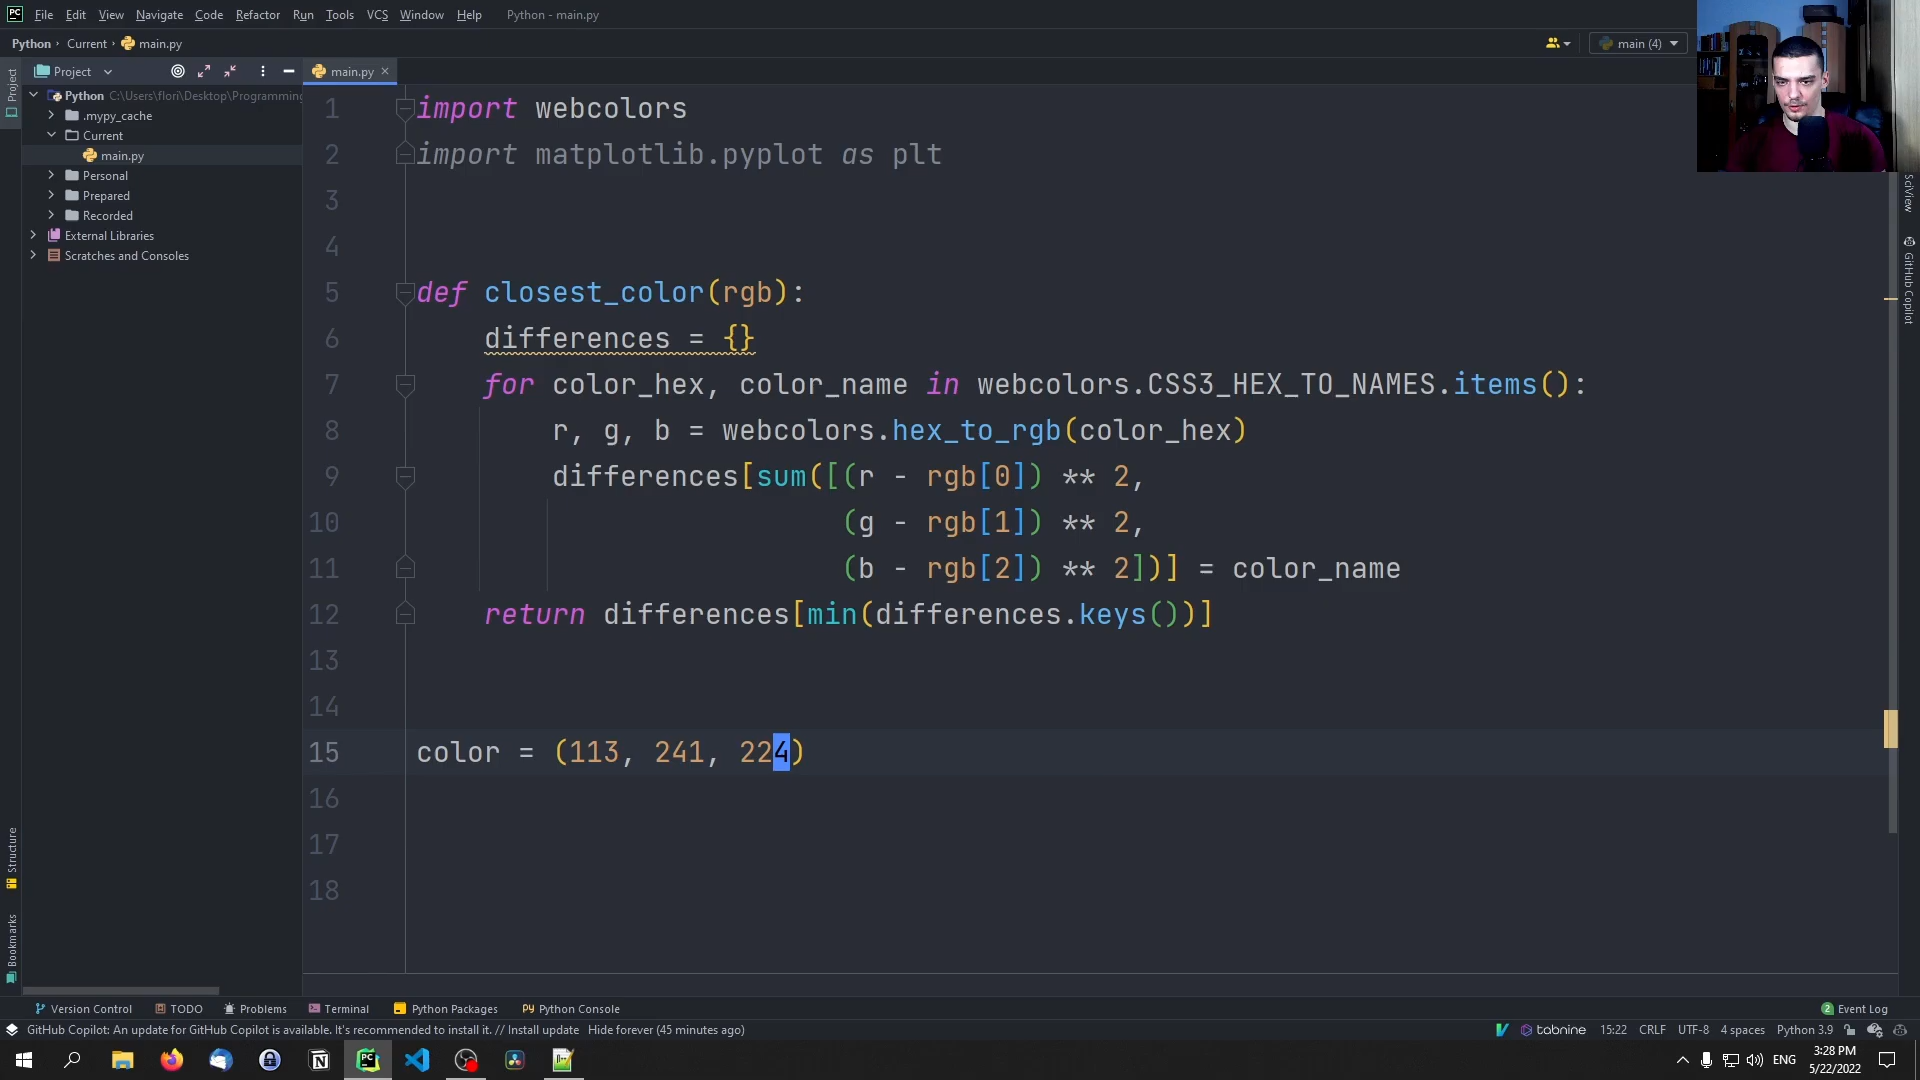 PC File Edit View Navigate Code Refactor Run Tools VCS Window Help Python - main.py
Python › Current › main.py
main (4)
Project
main.py ×
Project
Python C:\Users\flori\Desktop\Programming
.mypy_cache
Current
main.py
Personal
Prepared
Recorded
External Libraries
Scratches and Consoles
1 import webcolors
2 import matplotlib.pyplot as plt
3
4
5 def closest_color(rgb):
6 differences = {}
7 for color_hex, color_name in webcolors.CSS3_HEX_TO_NAMES.items():
8 r, g, b = webcolors.hex_to_rgb(color_hex)
9 differences[sum([(r - rgb[0]) ** 2,
10 (g - rgb[1]) ** 2,
11 (b - rgb[2]) ** 2])] = color_name
12 return differences[min(differences.keys())]
13
14
15 color = (113, 241, 224)
16
17
18
SciView
GitHub Copilot
Structure
Bookmarks
Version Control TODO Problems Terminal Python Packages Python Console
2 Event Log
GitHub Copilot: An update for GitHub Copilot is available. It's recommended to install it. // Install update Hide forever (45 minutes ago)
tabnine 15:22 CRLF UTF-8 4 spaces Python 3.9
ENG
3:28 PM
5/22/2022